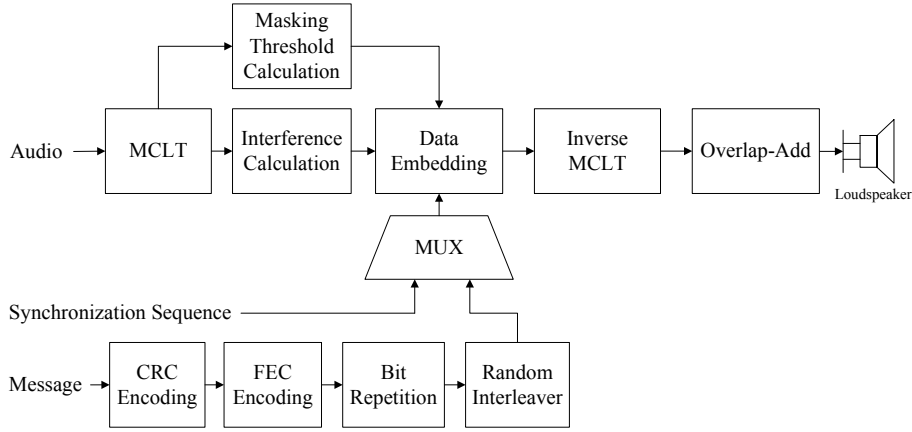 Masking
Threshold
Calculation
Audio
MCLT
Interference
Calculation
Data
Embedding
Inverse
MCLT
Overlap-Add
Loudspeaker
MUX
Synchronization Sequence
Message
CRC
Encoding
FEC
Encoding
Bit
Repetition
Random
Interleaver